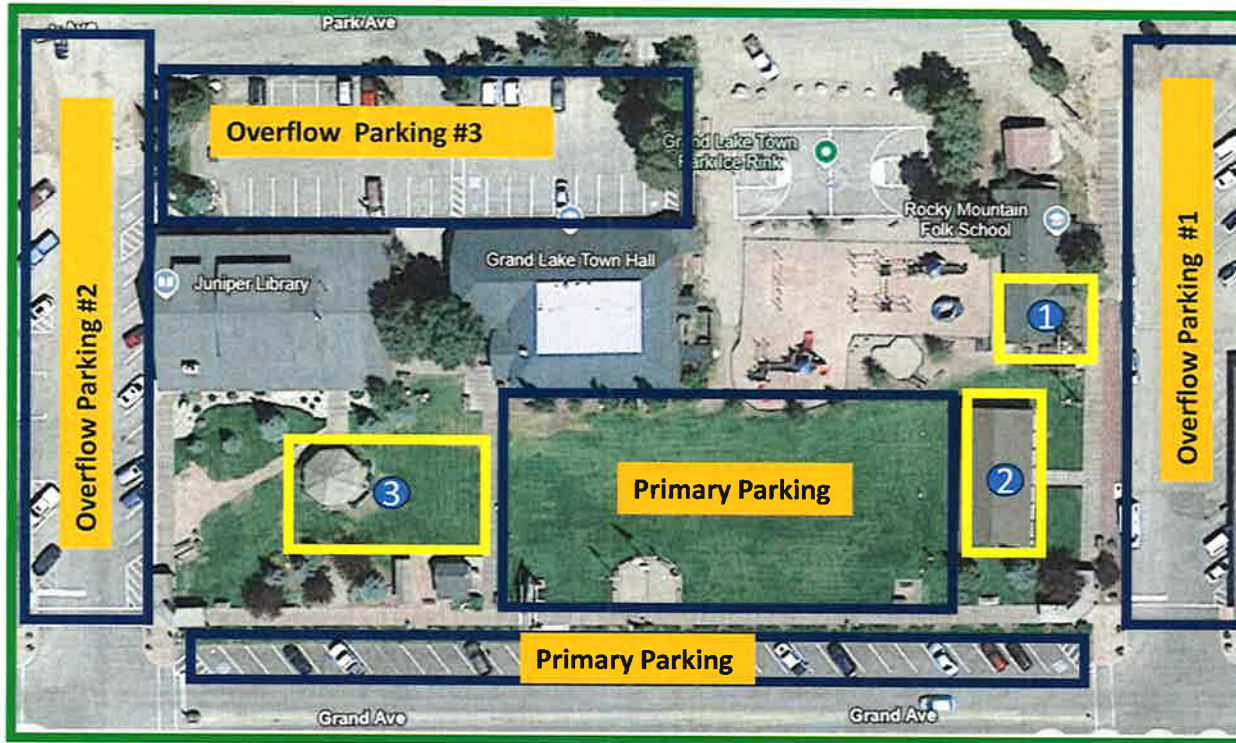 Park Ave
Overflow Parking #3
Grand Lake Town
Park Ice Rink
Rocky Mountain
Folk School
Overflow Parking #1
Overflow Parking #2
Juniper Library
Grand Lake Town Hall
1
2
3
Primary Parking
Primary Parking
Grand Ave
Grand Ave